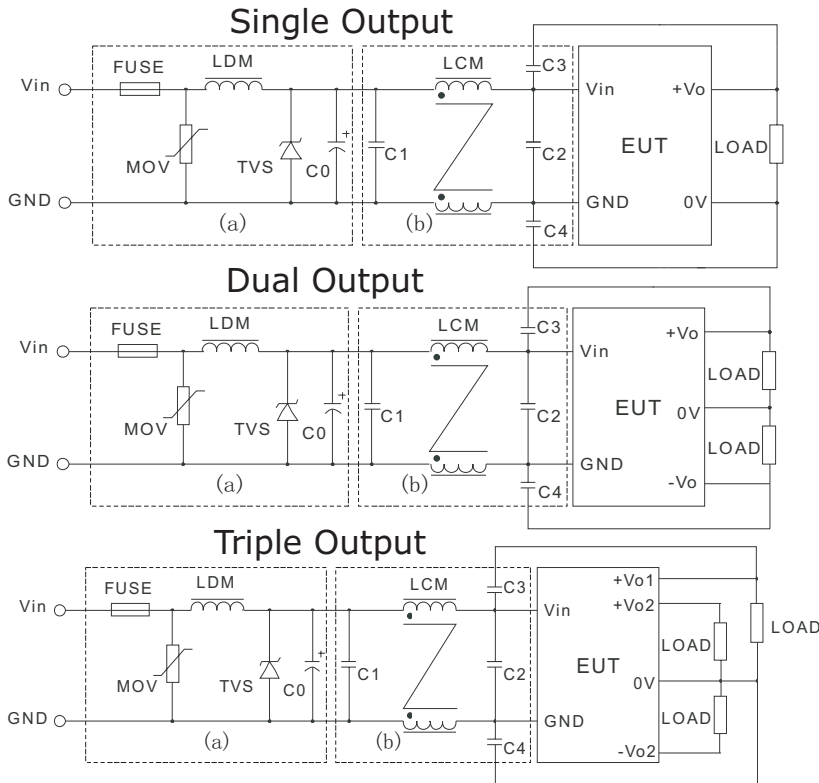 Single Output
FUSE
LDM
LCM
C3
Vin
Vin
+Vo
MOV
TVS
C0
+
C1
C2
EUT
LOAD
GND
GND
0V
(a)
(b)
C4
Dual Output
FUSE
LDM
LCM
C3
Vin
Vin
+Vo
LOAD
MOV
TVS
C0
+
C1
C2
EUT
0V
LOAD
GND
GND
(a)
(b)
C4
-Vo
Triple Output
FUSE
LDM
LCM
C3
+Vo1
Vin
Vin
+Vo2
LOAD
LOAD
MOV
TVS
C0
+
C1
C2
EUT
0V
GND
GND
LOAD
(a)
(b)
C4
-Vo2